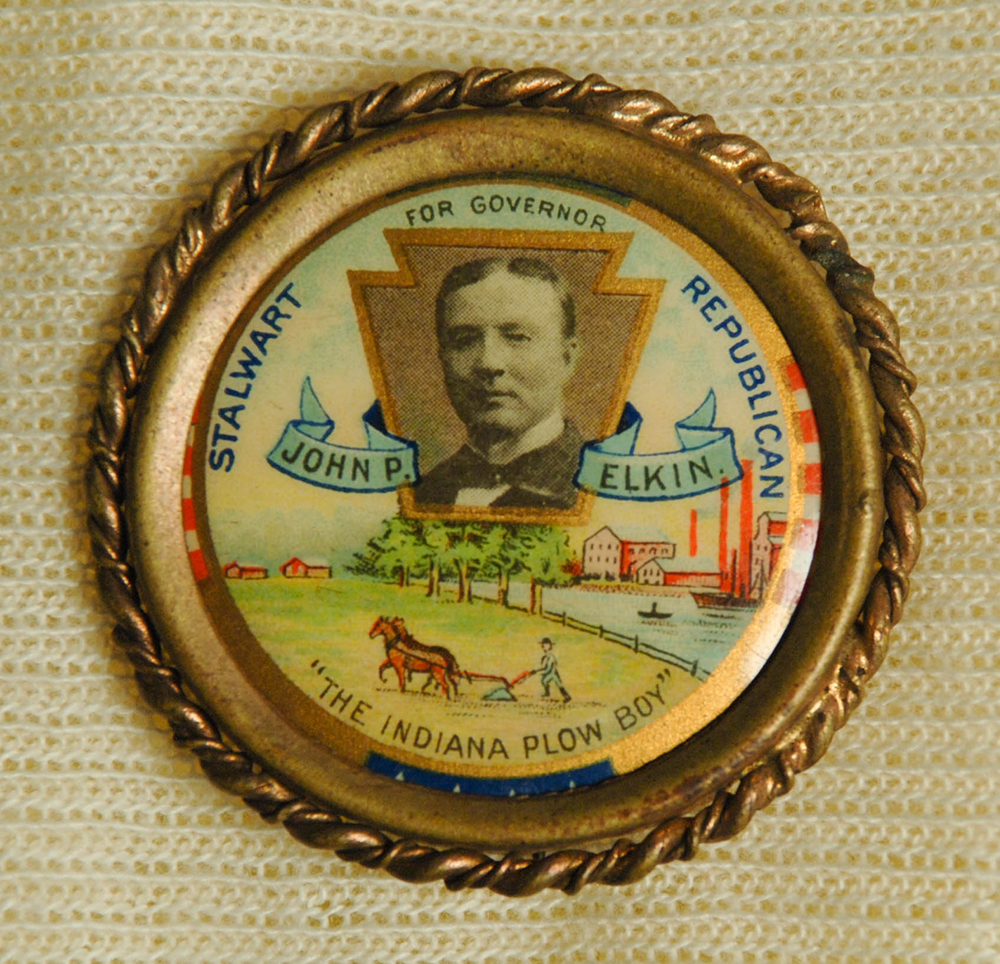 FOR GOVERNOR
STALWART
REPUBLICAN
JOHN P.
ELKIN.
"THE INDIANA PLOW BOY"